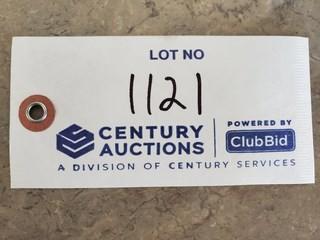 LOT NO
1121
CENTURY AUCTIONS
POWERED BY
ClubBid
A DIVISION OF CENTURY SERVICES